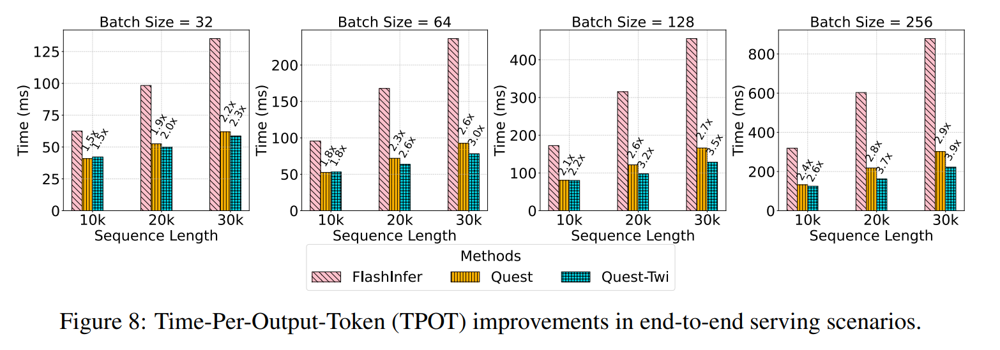 Batch Size = 32
Time (ms)
125
100
75
50
25
0
1.5x
1.5x
1.9x
2.0x
2.2x
2.3x
10k
20k
30k
Sequence Length
Batch Size = 64
Time (ms)
200
150
100
50
0
1.8x
1.8x
2.3x
2.6x
2.6x
3.0x
10k
20k
30k
Sequence Length
Batch Size = 128
Time (ms)
400
300
200
100
0
2.1x
2.2x
2.6x
3.2x
2.7x
3.5x
10k
20k
30k
Sequence Length
Batch Size = 256
Time (ms)
800
600
400
200
0
2.4x
2.6x
2.8x
3.7x
2.9x
3.9x
10k
20k
30k
Sequence Length
Methods
FlashInfer Quest Quest-Twi
Figure 8: Time-Per-Output-Token (TPOT) improvements in end-to-end serving scenarios.